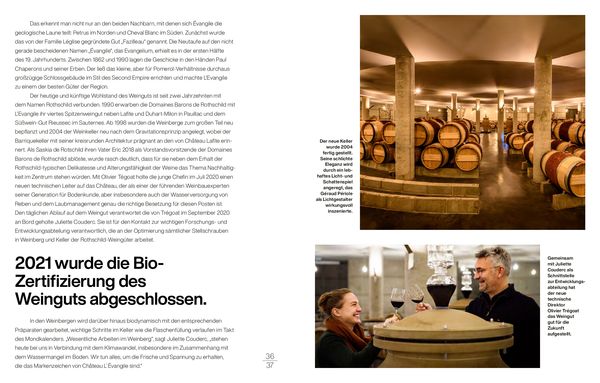 Das erkennt man nicht nur an den beiden Nachbarn, mit denen sich Évangile die
geologische Laune teilt: Petrus im Norden und Cheval Blanc im Süden. Zunächst wurde
das von der Familie Léglise gegründete Gut „Fazilleau“ genannt. Die Neutaufe auf den nicht
gerade bescheidenen Namen „Évangile“, das Evangelium, erhielt es in der ersten Hälfte
des 19. Jahrhunderts. Zwischen 1862 und 1990 lagen die Geschicke in den Händen Paul
Chaperons und seiner Erben. Der ließ das kleine, aber für Pomerol-Verhältnisse durchaus
großzügige Schlossgebäude im Stil des Second Empire errichten und machte L’Evangile
zu einem der besten Güter der Region.
Der heutige und künftige Wohlstand des Weinguts ist seit zwei Jahrzehnten mit
dem Namen Rothschild verbunden. 1990 erwarben die Domaines Barons de Rothschild mit
L’Evangile ihr viertes Spitzenweingut neben Lafite und Duhart-Milon in Pauillac und dem
Süßwein-Gut Rieussec im Sauternes. Ab 1998 wurden die Weinberge zum großen Teil neu
bepflanzt und 2004 der Weinkeller neu nach dem Gravitationsprinzip angelegt, wobei der
Barriquekeller mit seiner kreisrunden Architektur prägnant an den von Château Lafite erin-
nert. Als Saskia de Rotschild ihren Vater Eric 2018 als Vorstandsvorsitzende der Domaines
Barons de Rothschild ablöste, wurde rasch deutlich, dass für sie neben dem Erhalt der
Rothschild-typischen Delikatesse und Alterungsfähigkeit der Weine das Thema Nachhaltig-
keit im Zentrum stehen würden. Mit Olivier Trégoat holte die junge Chefin im Juli 2020 einen
neuen technischen Leiter auf das Château, der als einer der führenden Weinbauexperten
seiner Generation für Bodenkunde, aber insbesondere auch der Wasserversorgung von
Reben und dem Laubmanagement genau die richtige Besetzung für diesen Posten ist.
Den täglichen Ablauf auf dem Weingut verantwortet die von Trégoat im September 2020
an Bord geholte Juliette Couderc. Sie ist für den Kontakt zur wichtigen Forschungs- und
Entwicklungsabteilung verantwortlich, die an der Optimierung sämtlicher Stellschrauben
in Weinberg und Keller der Rothschild-Weingüter arbeitet.
2021 wurde die Bio-
Zertifizierung des
Weinguts abgeschlossen.
In den Weinbergen wird darüber hinaus biodynamisch mit den entsprechenden
Präparaten gearbeitet, wichtige Schritte im Keller wie die Flaschenfüllung verlaufen im Takt
des Mondkalenders. „Wesentliche Arbeiten im Weinberg“, sagt Juliette Couderc, „stehen
heute bei uns in Verbindung mit dem Klimawandel, insbesondere im Zusammenhang mit
dem Wassermangel im Boden. Wir tun alles, um die Frische und Spannung zu erhalten,
die das Markenzeichen von Château L’Évangile sind.“
36
37
Der neue Keller
wurde 2004
fertig gestellt.
Seine schlichte
Eleganz wird
durch ein leb-
haftes Licht- und
Schattenspiel
angeregt, das
Géraud Périole
als Lichtgestalter
wirkungsvoll
inszenierte.
Gemeinsam
mit Juliette
Couderc als
Schnittstelle
zur Entwicklungs-
abteilung hat
der neue
technische
Direktor
Olivier Trégoat
das Weingut
gut für die
Zukunft
aufgestellt.